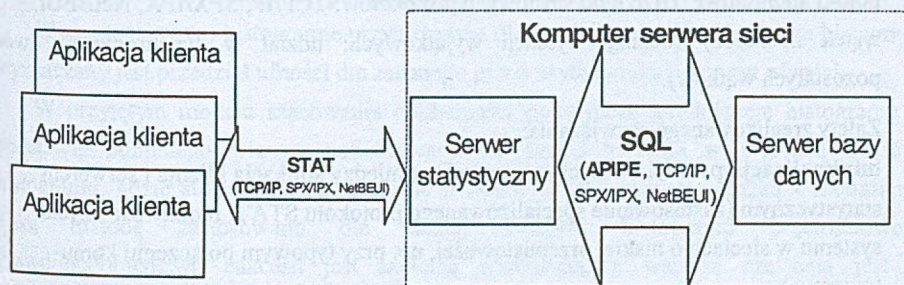 Komputer serwera sieci
Aplikacja klienta
Aplikacja klienta
Aplikacja klienta
STAT
(TCP/IP, SPX/IPX, NetBEUI)
Serwer
statystyczny
SQL
(APIPE, TCP/IP,
SPX/IPX, NetBEUI)
Serwer bazy
danych